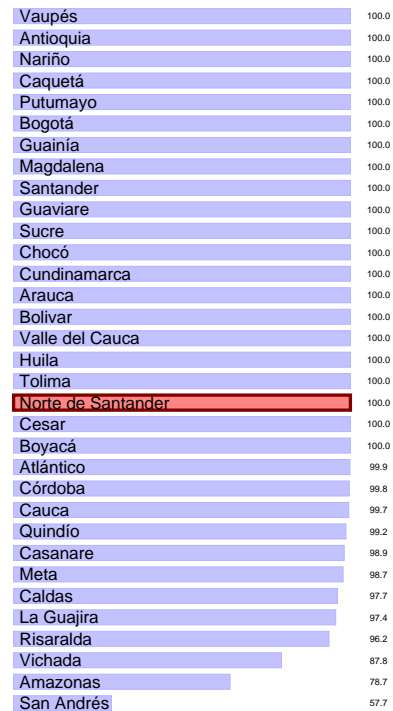 Vaupés 100.0
Antioquia 100.0
Nariño 100.0
Caquetá 100.0
Putumayo 100.0
Bogotá 100.0
Guainía 100.0
Magdalena 100.0
Santander 100.0
Guaviare 100.0
Sucre 100.0
Chocó 100.0
Cundinamarca 100.0
Arauca 100.0
Bolivar 100.0
Valle del Cauca 100.0
Huila 100.0
Tolima 100.0
Norte de Santander 100.0
Cesar 100.0
Boyacá 100.0
Atlántico 99.9
Córdoba 99.8
Cauca 99.7
Quindío 99.2
Casanare 98.9
Meta 98.7
Caldas 97.7
La Guajira 97.4
Risaralda 96.2
Vichada 87.8
Amazonas 78.7
San Andrés 57.7